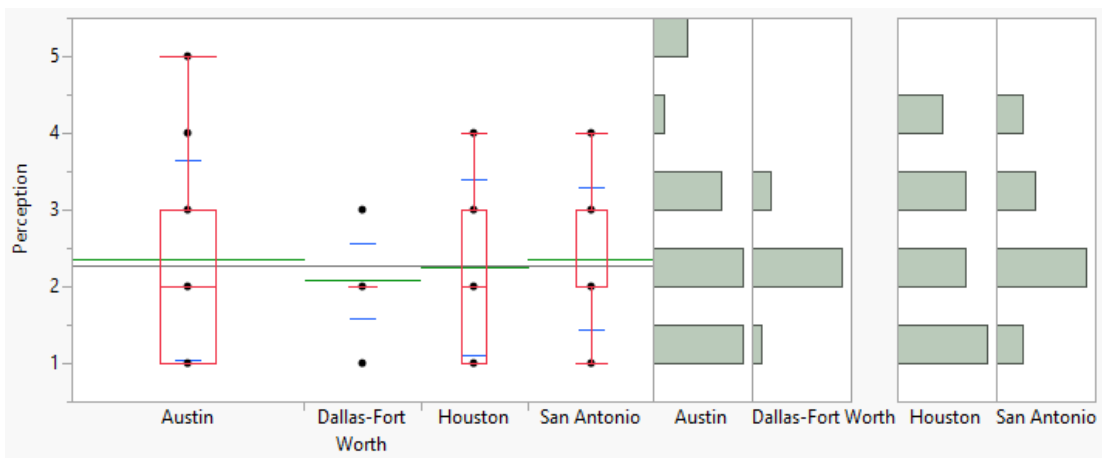 Perception
5
4
3
2
1
Austin
Dallas-Fort
Worth
Houston
San Antonio
Austin
Dallas-Fort Worth
Houston
San Antonio